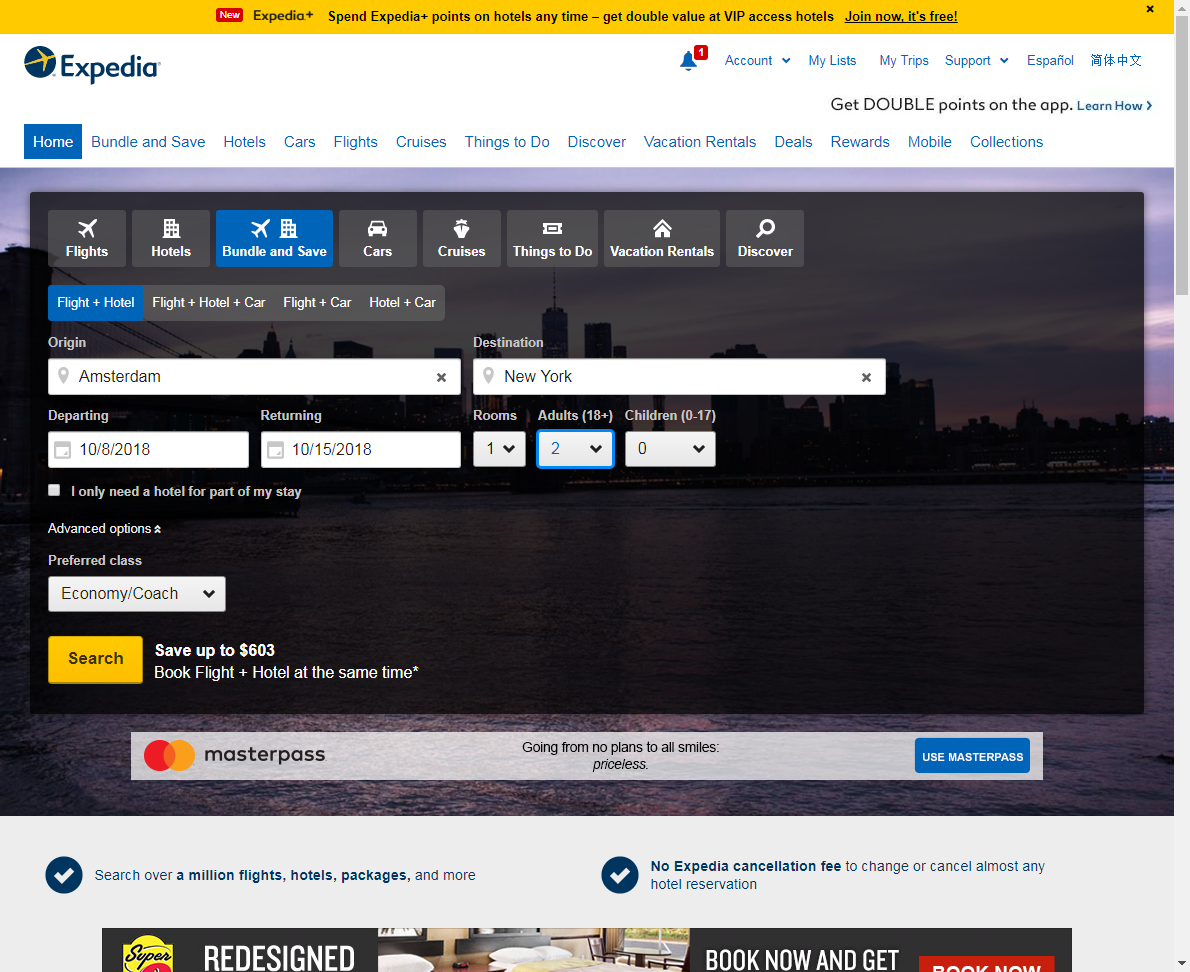 New Expedia+ Spend Expedia+ points on hotels any time – get double value at VIP access hotels Join now, it's free!
Expedia
1 Account My Lists My Trips Support Español 简体中文
Get DOUBLE points on the app. Learn How
Home Bundle and Save Hotels Cars Flights Cruises Things to Do Discover Vacation Rentals Deals Rewards Mobile Collections
Flights Hotels Bundle and Save Cars Cruises Things to Do Vacation Rentals Discover
Flight + Hotel Flight + Hotel + Car Flight + Car Hotel + Car
Origin Destination
Amsterdam New York
Departing Returning Rooms Adults (18+) Children (0-17)
10/8/2018 10/15/2018 1 2 0
I only need a hotel for part of my stay
Advanced options
Preferred class
Economy/Coach
Search
Save up to $603
Book Flight + Hotel at the same time*
masterpass
Going from no plans to all smiles:
priceless.
USE MASTERPASS
Search over a million flights, hotels, packages, and more
No Expedia cancellation fee to change or cancel almost any
hotel reservation
Super
REDESIGNED
BOOK NOW AND GET
BOOK NOW